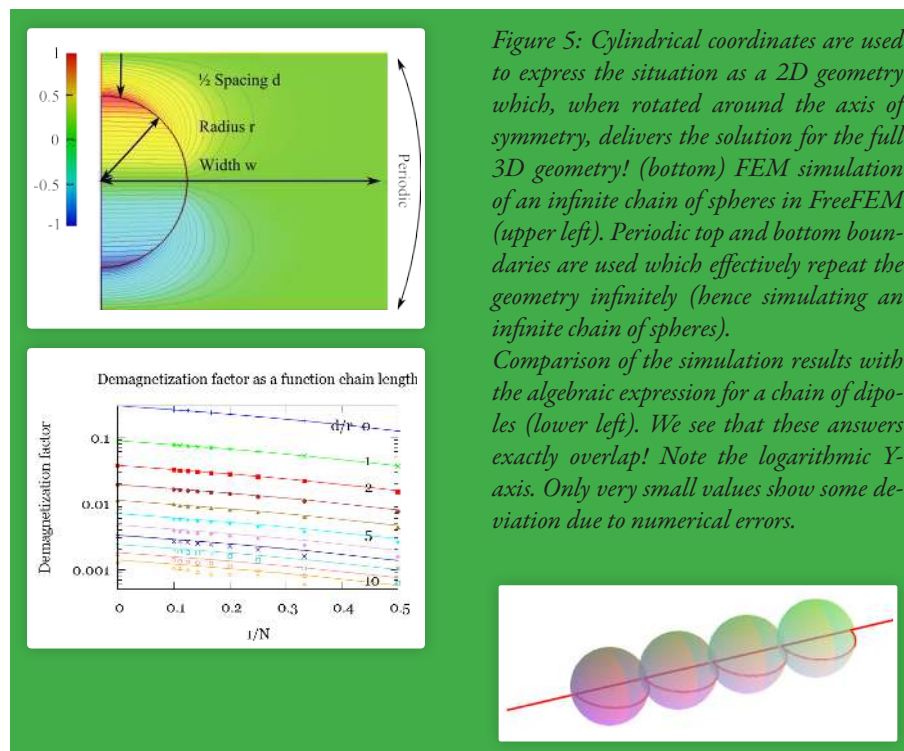 1
0.5
0
-0.5
-1
½ Spacing d
Radius r
Width w
Periodic
Figure 5: Cylindrical coordinates are used
to express the situation as a 2D geometry
which, when rotated around the axis of
symmetry, delivers the solution for the full
3D geometry! (bottom) FEM simulation
of an infinite chain of spheres in FreeFEM
(upper left). Periodic top and bottom boun-
daries are used which effectively repeat the
geometry infinitely (hence simulating an
infinite chain of spheres).
Comparison of the simulation results with
the algebraic expression for a chain of dipo-
les (lower left). We see that these answers
exactly overlap! Note the logarithmic Y-
axis. Only very small values show some de-
viation due to numerical errors.
Demagnetization factor as a function chain length
Demagnetization factor
0.1
0.01
0.001
d/r 0
1
2
5
10
0
0.1
0.2
0.3
0.4
0.5
1/N